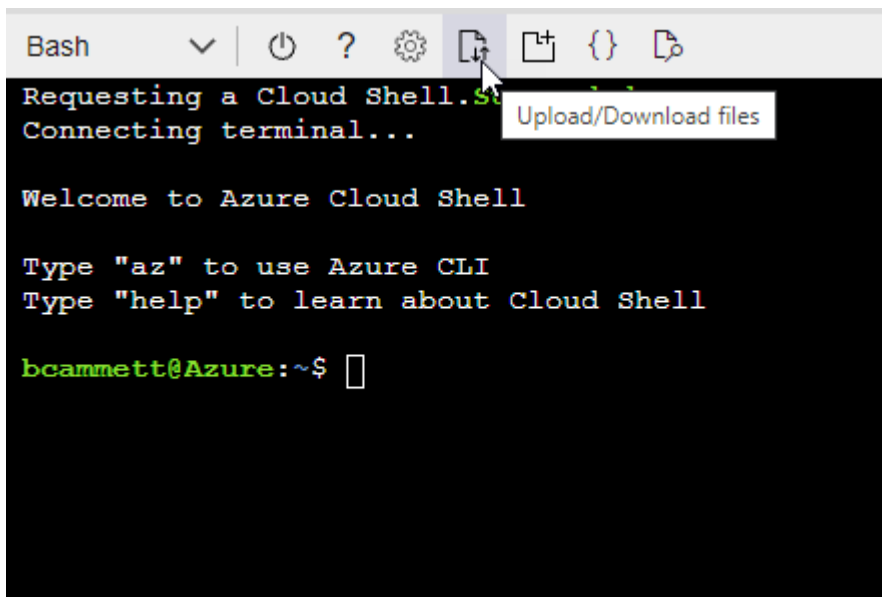 Bash ? { }
Requesting a Cloud Shell.
Upload/Download files
Connecting terminal...
Welcome to Azure Cloud Shell
Type "az" to use Azure CLI
Type "help" to learn about Cloud Shell
bcammett@Azure:~$